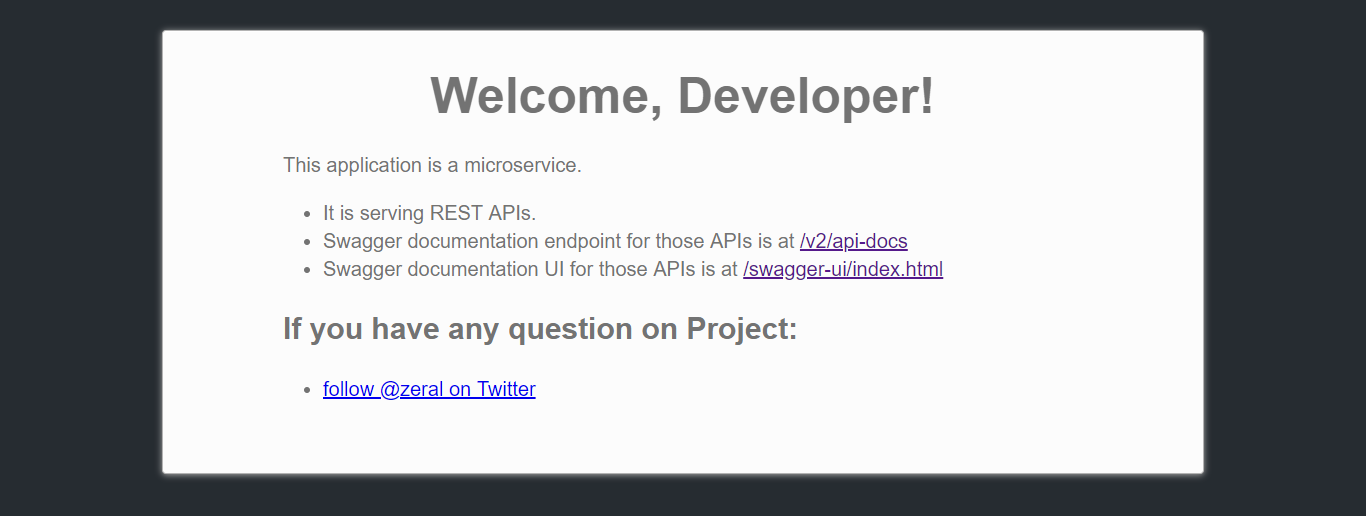 Welcome, Developer!
This application is a microservice.
It is serving REST APIs.
Swagger documentation endpoint for those APIs is at /v2/api-docs
Swagger documentation UI for those APIs is at /swagger-ui/index.html
If you have any question on Project:
follow @zeral on Twitter